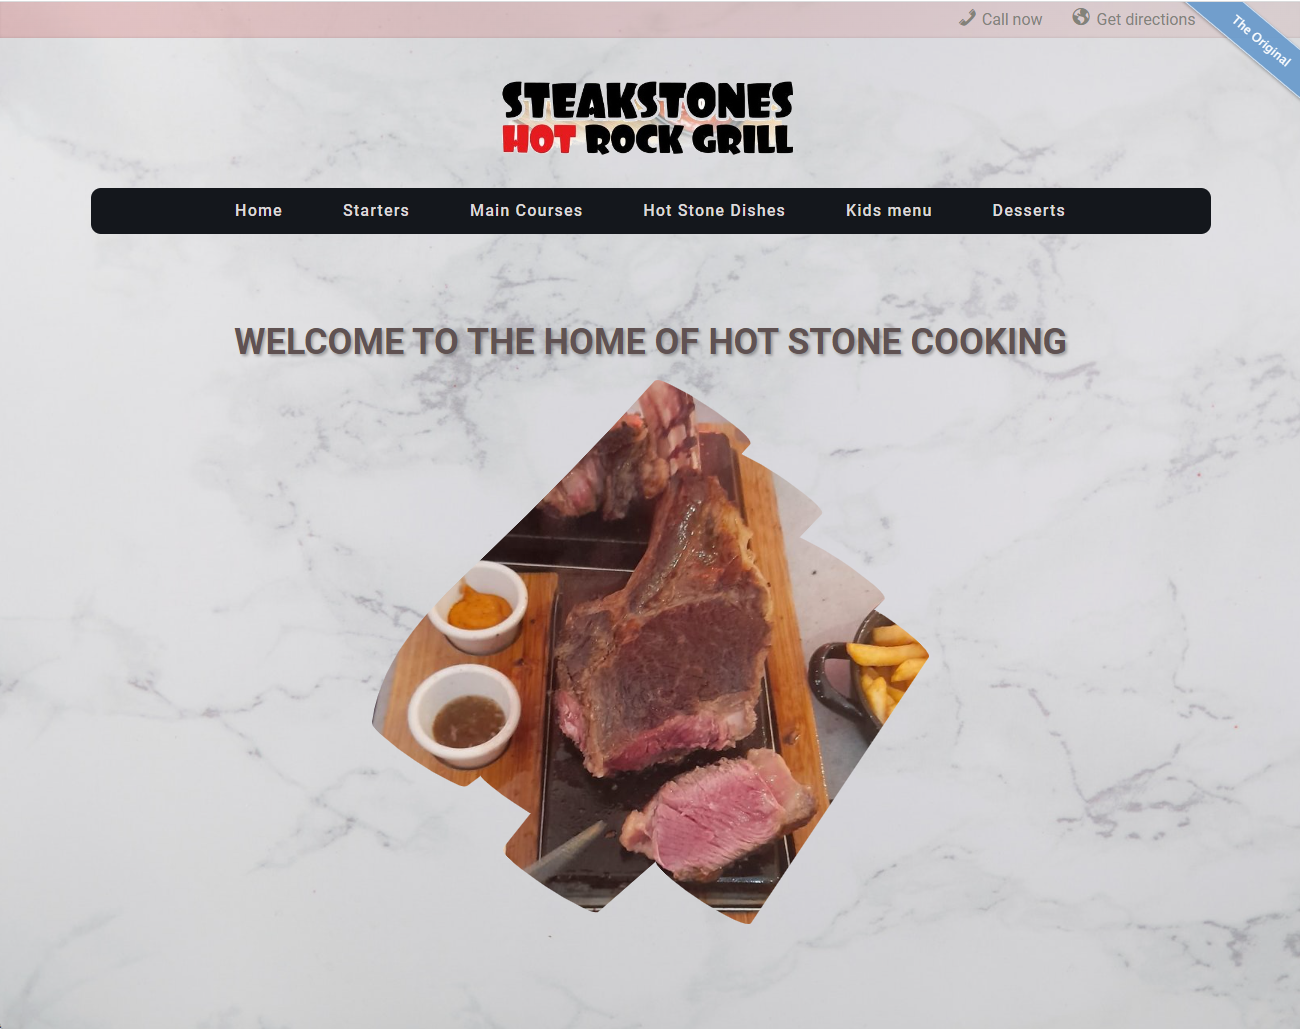 Call now
Get directions
The Original
STEAKSTONES
HOT ROCK GRILL
Home
Starters
Main Courses
Hot Stone Dishes
Kids menu
Desserts
WELCOME TO THE HOME OF HOT STONE COOKING